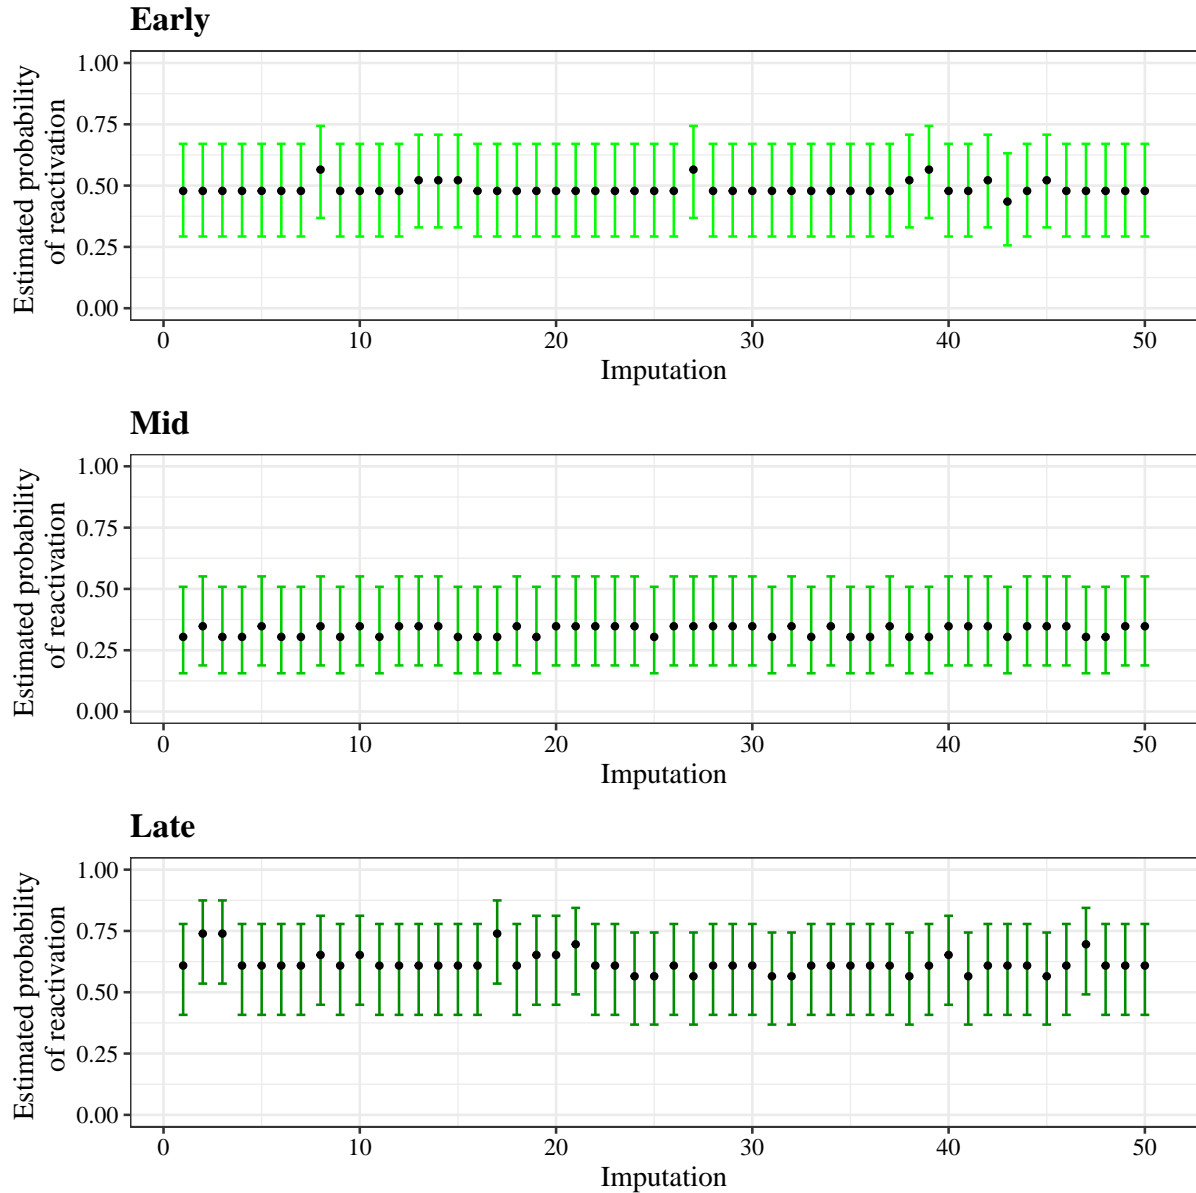 Early
Estimated probability
of reactivation
1.00
0.75
0.50
0.25
0.00
0 10 20 30 40 50
Imputation
Mid
Estimated probability
of reactivation
1.00
0.75
0.50
0.25
0.00
0 10 20 30 40 50
Imputation
Late
Estimated probability
of reactivation
1.00
0.75
0.50
0.25
0.00
0 10 20 30 40 50
Imputation